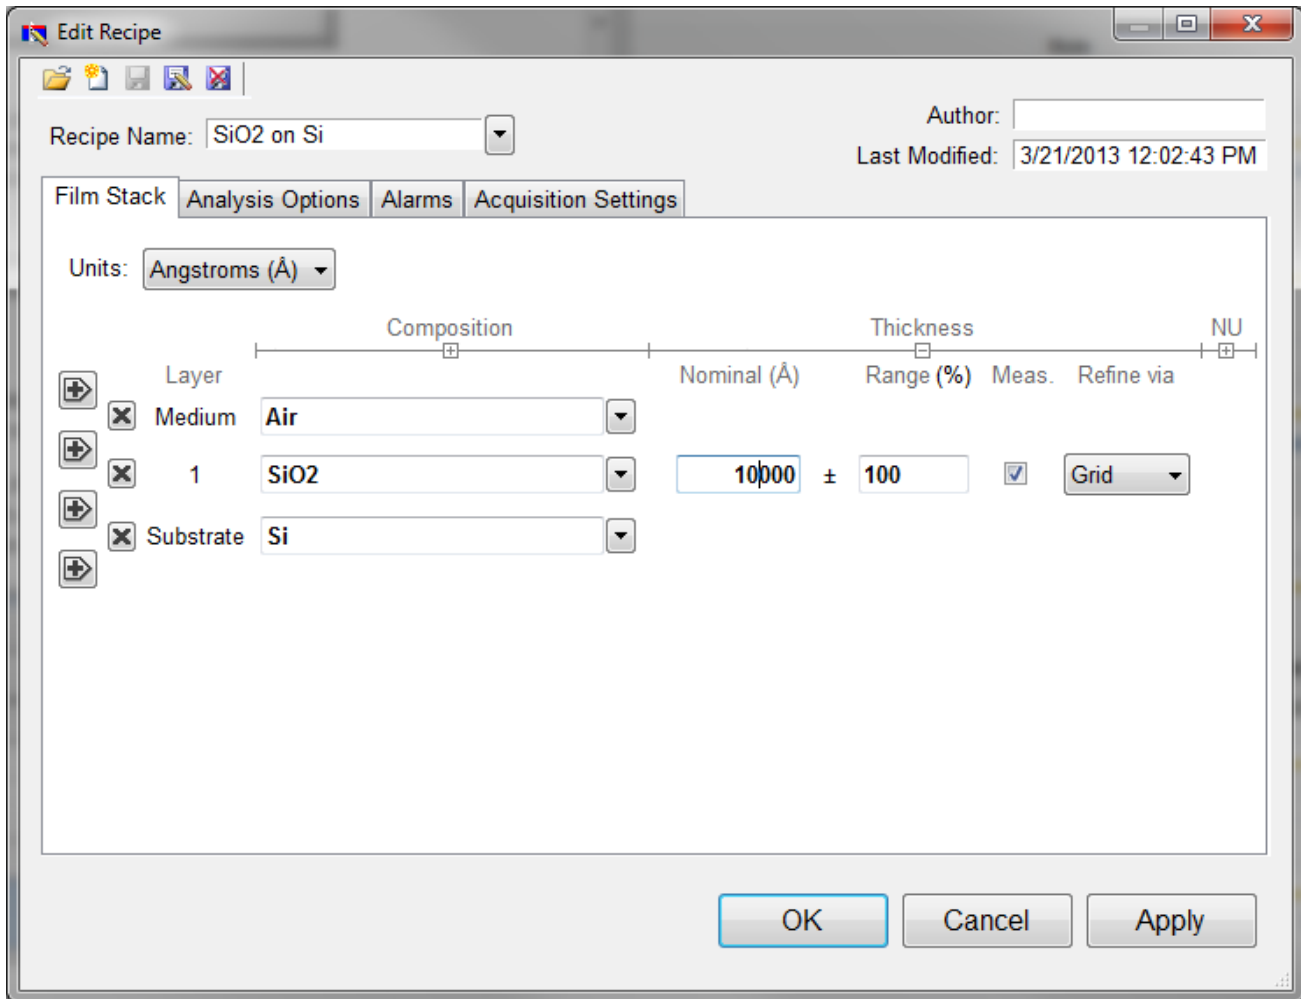 Edit Recipe
Author:
Recipe Name: SiO2 on Si
Last Modified: 3/21/2013 12:02:43 PM
Film Stack Analysis Options Alarms Acquisition Settings
Units: Angstroms (Å)
Composition Thickness NU
Layer Nominal (Å) Range (%) Meas. Refine via
Medium Air
1 SiO2 10000 ± 100 Grid
Substrate Si
OK Cancel Apply